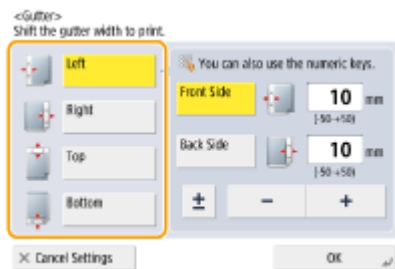 <Gutter>
Shift the gutter width to print.
Left
Right
Top
Bottom
You can also use the numeric keys.
Front Side
10 mm
(-50-+50)
Back Side
10 mm
(-50-+50)
±
−
+
× Cancel Settings
OK